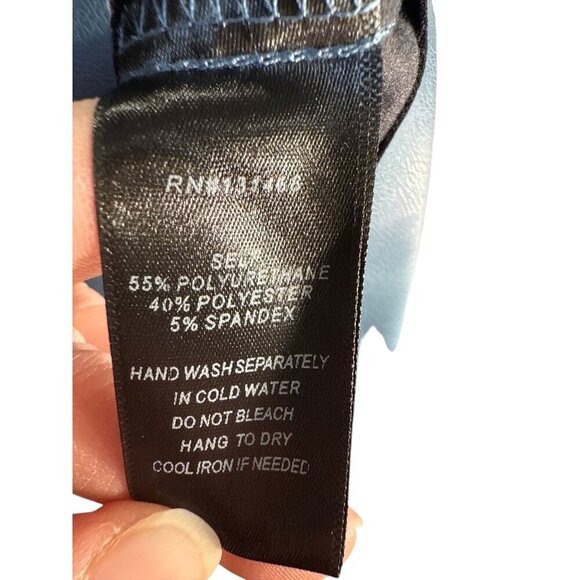 55% POLYURETHANE
40% POLYESTER
5% SPANDEX
HAND WASH SEPARATELY
IN COLD WATER
DO NOT BLEACH
HANG TO DRY
COOL IRON IF NEEDED